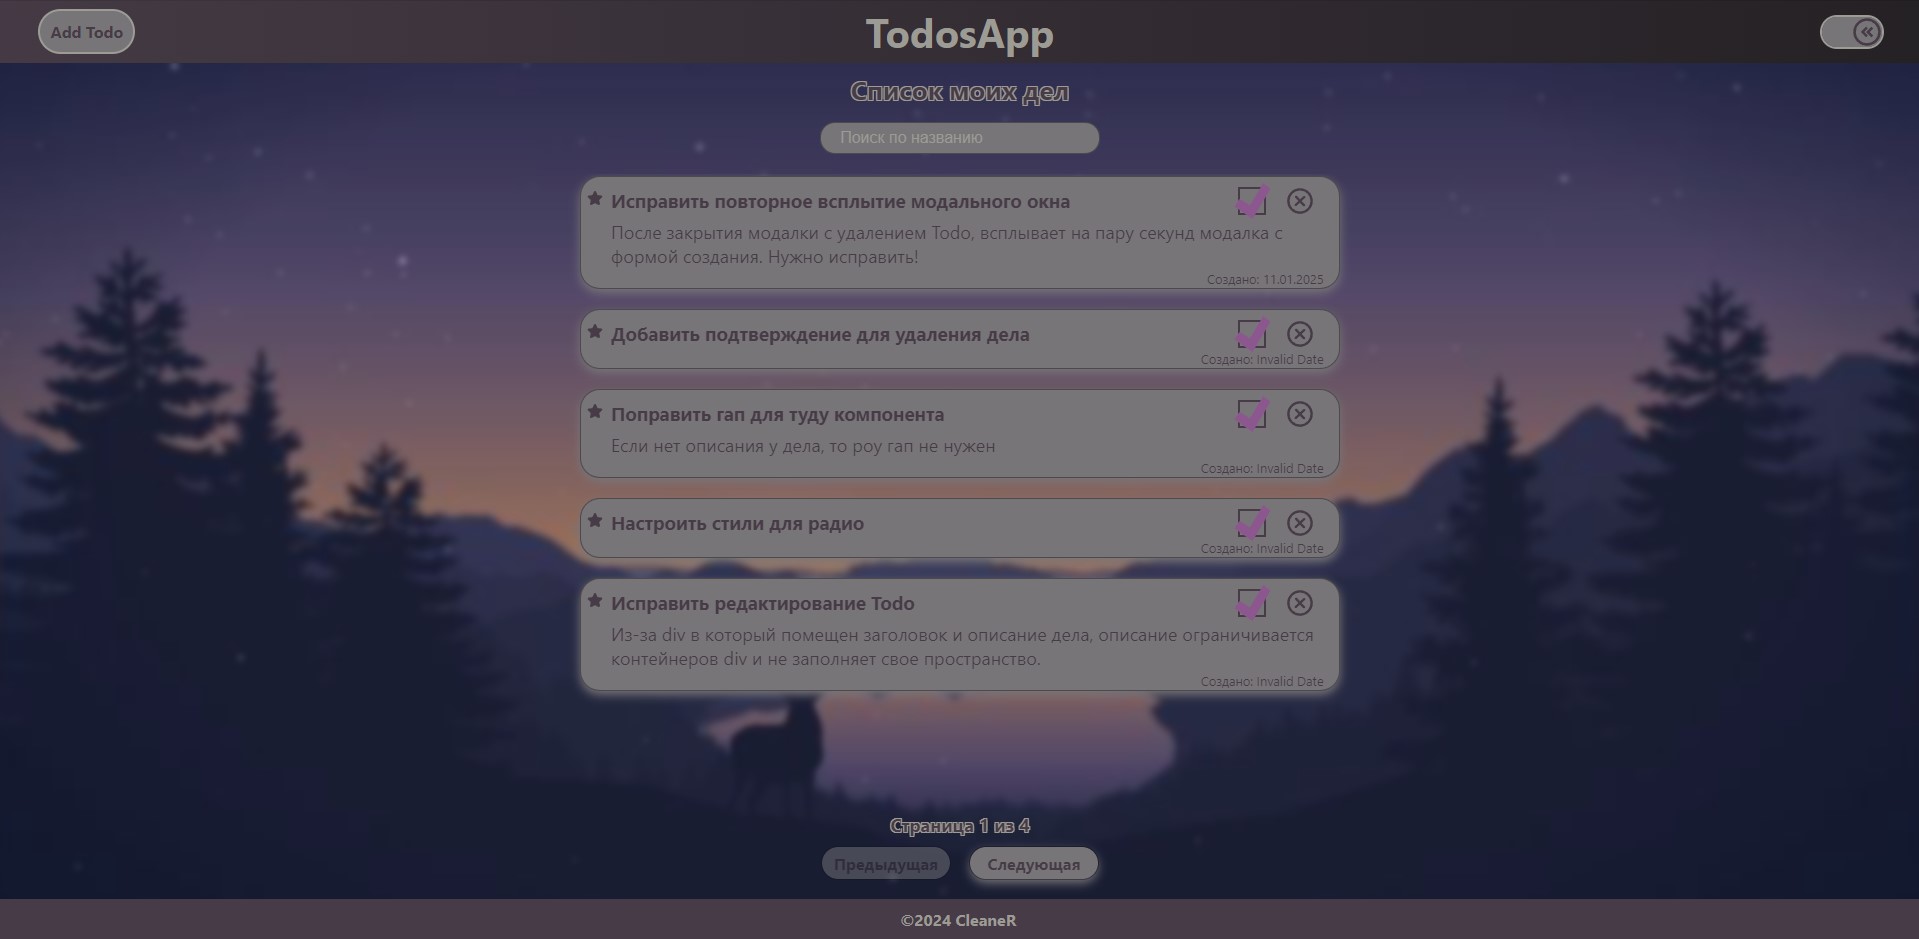 Add Todo
TodosApp
Список моих дел
Поиск по названию
Исправить повторное всплытие модального окна
После закрытия модалки с удалением Todo, всплывает на пару секунд модалка с
формой создания. Нужно исправить!
Создано: 11.01.2025
Добавить подтверждение для удаления дела
Создано: Invalid Date
Поправить гап для туду компонента
Если нет описания у дела, то роу гап не нужен
Создано: Invalid Date
Настроить стили для радио
Создано: Invalid Date
Исправить редактирование Todo
Из-за div в который помещен заголовок и описание дела, описание ограничивается
контейнеров div и не заполняет свое пространство.
Создано: Invalid Date
Страница 1 из 4
Предыдущая
Следующая
©2024 CleaneR